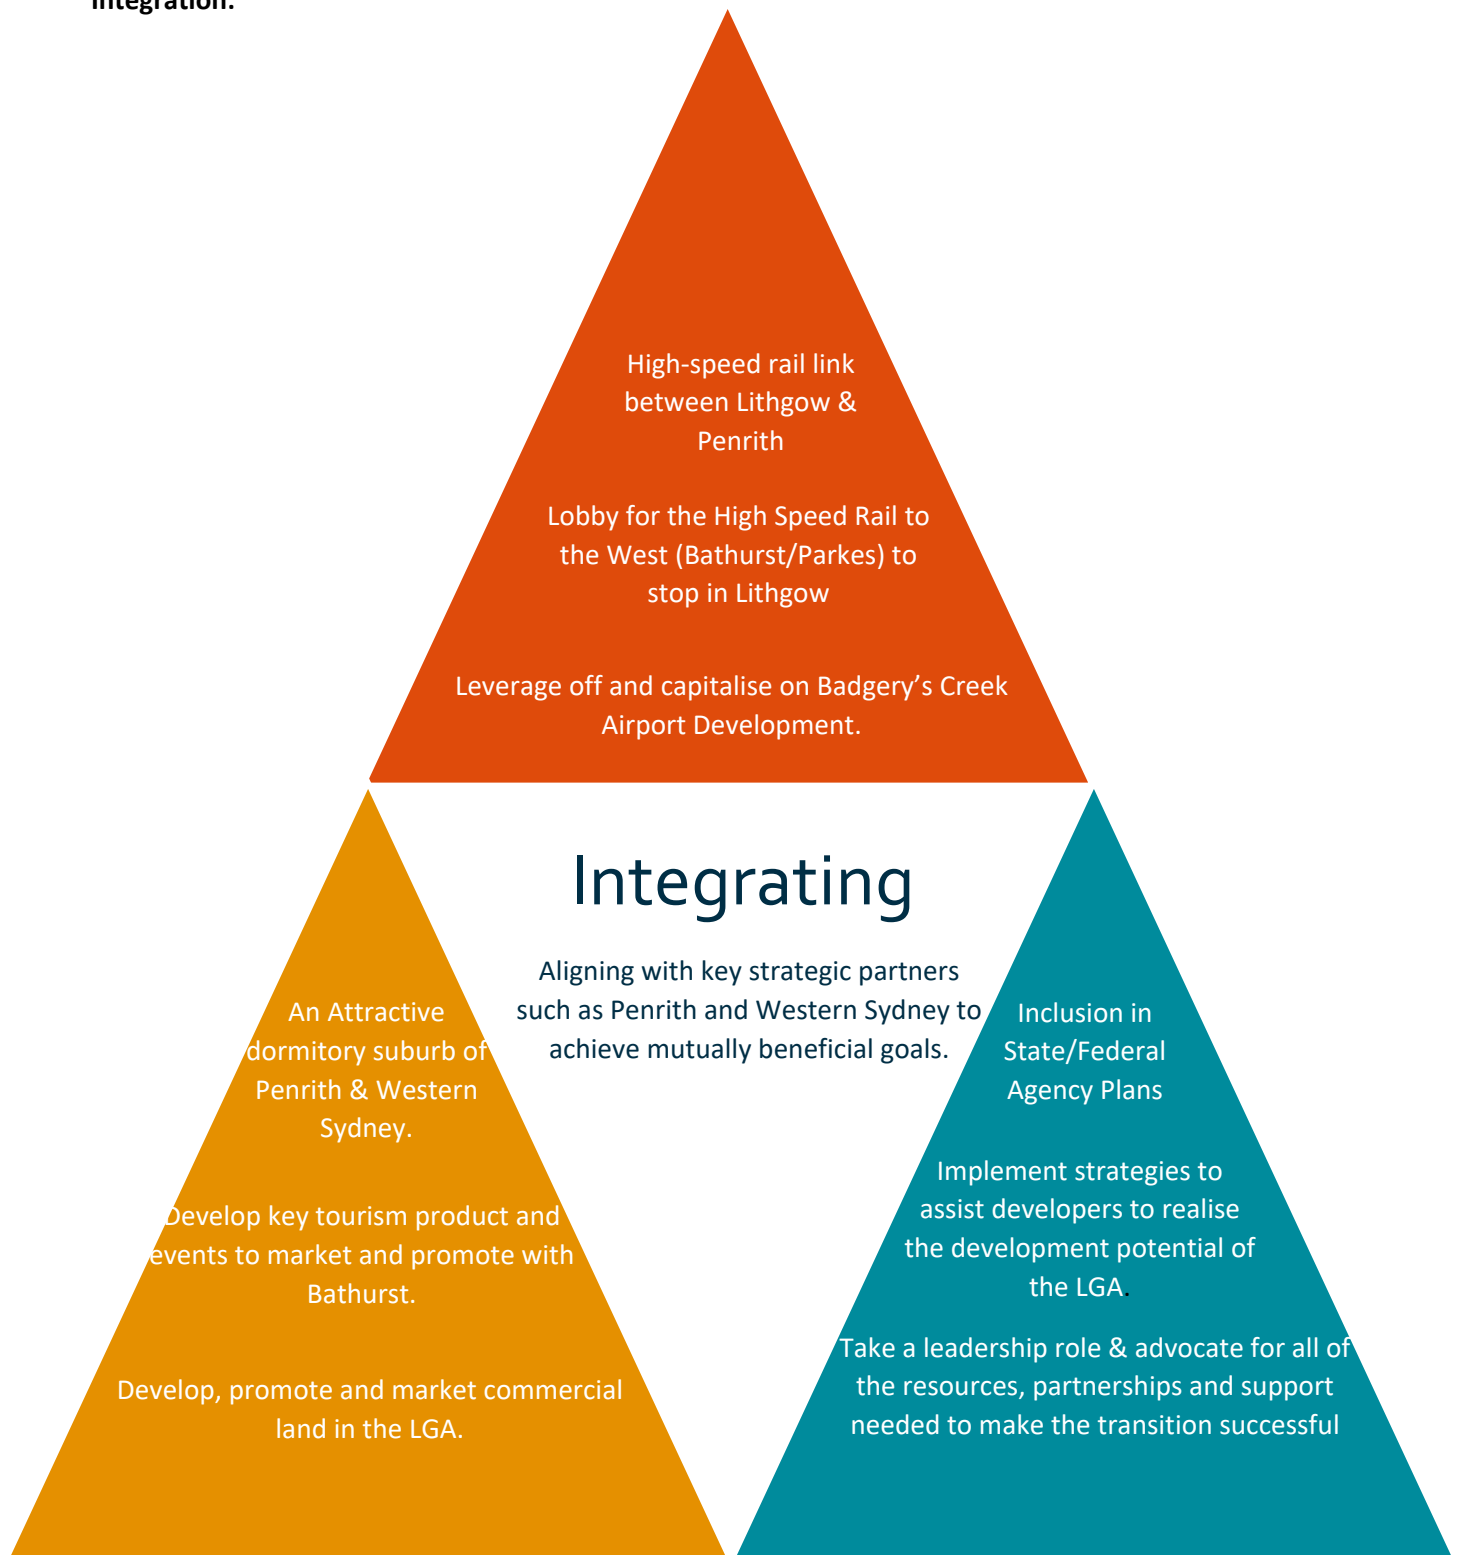 integration.
High-speed rail link
between Lithgow &
Penrith
Lobby for the High Speed Rail to
the West (Bathurst/Parkes) to
stop in Lithgow
Leverage off and capitalise on Badgery’s Creek
Airport Development.
Integrating
Aligning with key strategic partners
such as Penrith and Western Sydney to
achieve mutually beneficial goals.
An Attractive
dormitory suburb of
Penrith & Western
Sydney.
Develop key tourism product and
events to market and promote with
Bathurst.
Develop, promote and market commercial
land in the LGA.
Inclusion in
State/Federal
Agency Plans
Implement strategies to
assist developers to realise
the development potential of
the LGA.
Take a leadership role & advocate for all of
the resources, partnerships and support
needed to make the transition successful